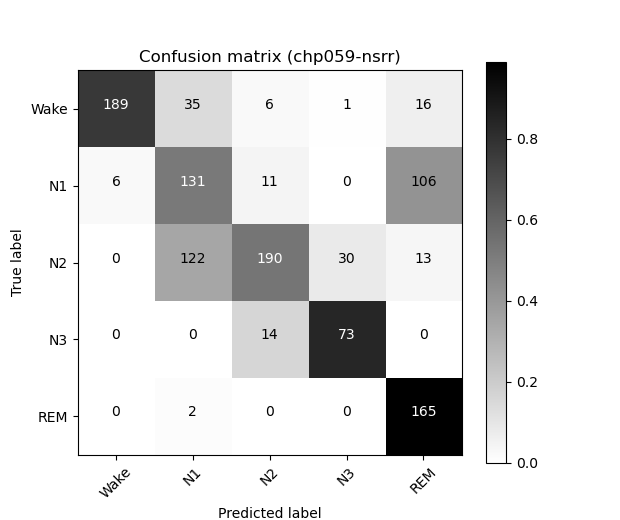 Confusion matrix (chp059-nsrr)
Wake 189 35 6 1 16
N1 6 131 11 0 106
N2 0 122 190 30 13
N3 0 0 14 73 0
REM 0 2 0 0 165
Wake N1 N2 N3 REM
Predicted label
True label
0.8
0.6
0.4
0.2
0.0